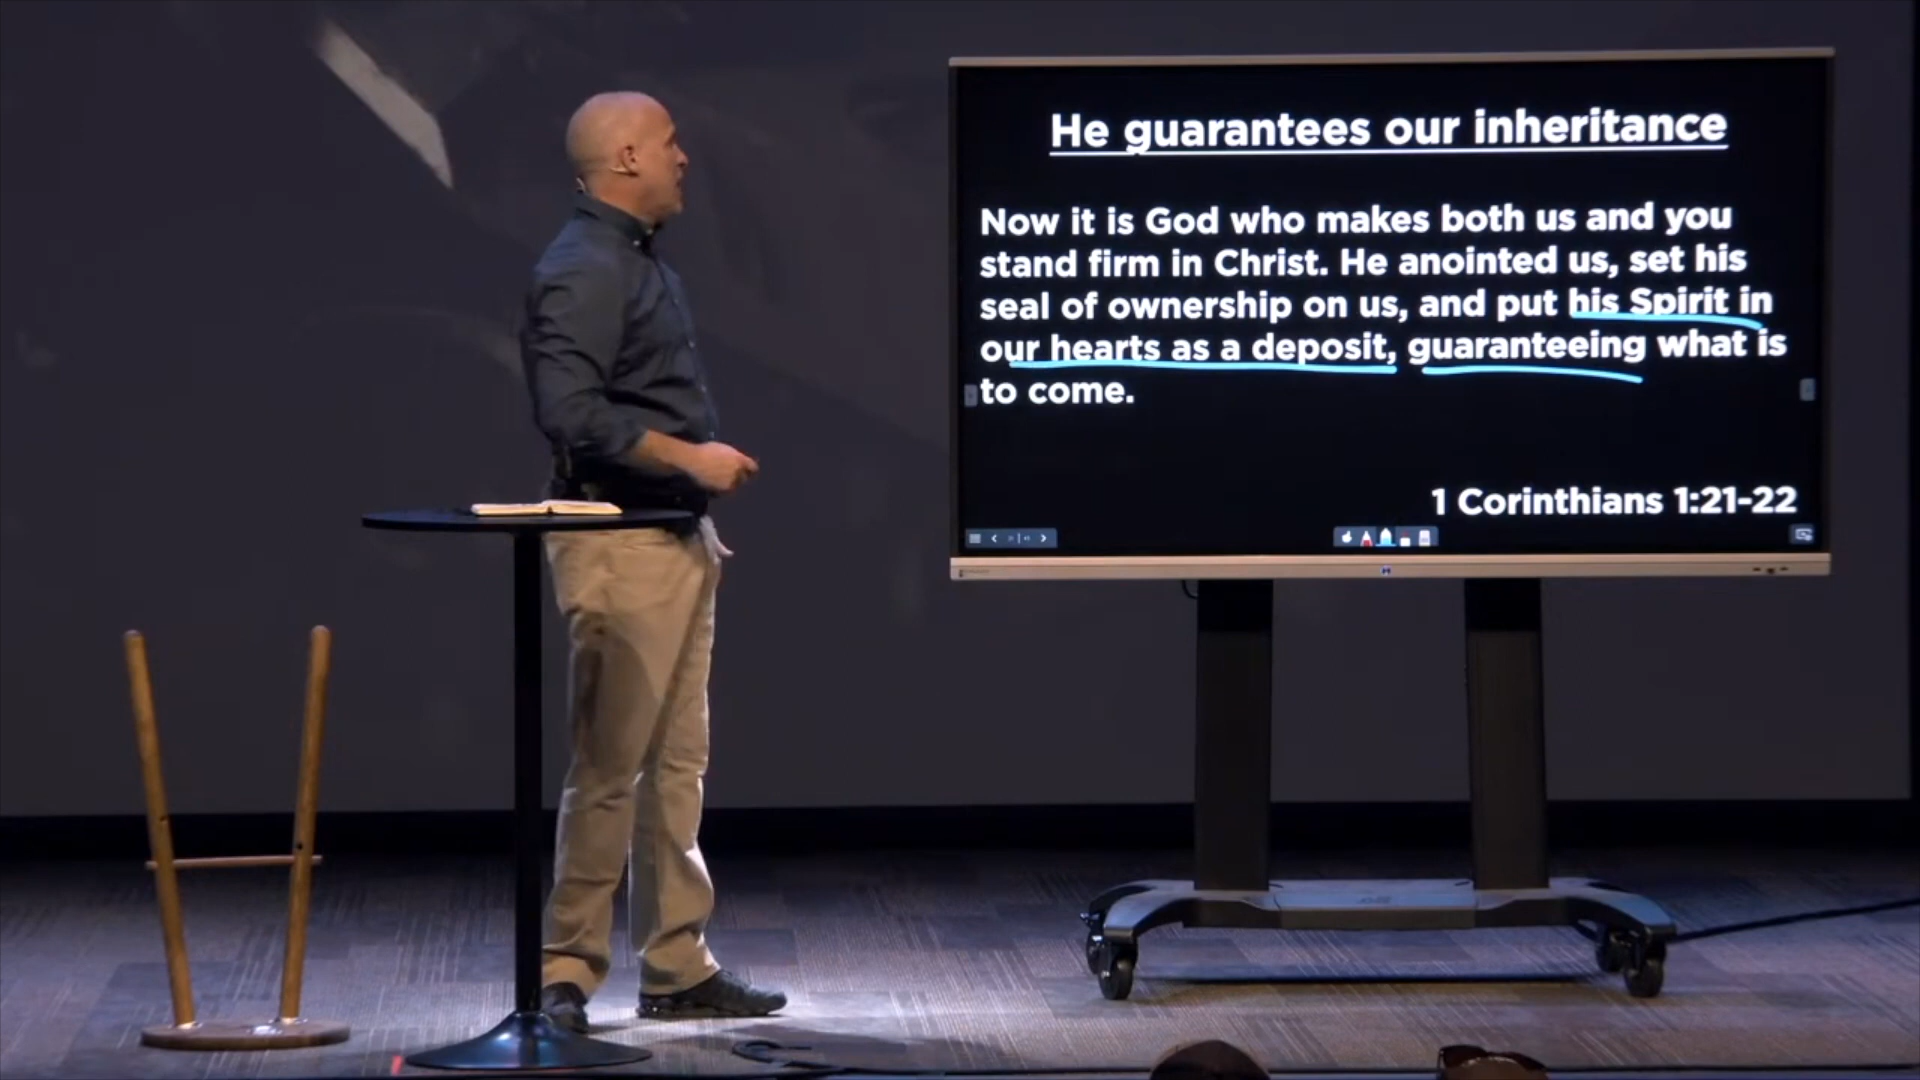 He guarantees our inheritance
Now it is God who makes both us and you
stand firm in Christ. He anointed us, set his
seal of ownership on us, and put his Spirit in
our hearts as a deposit, guaranteeing what is
to come.
1 Corinthians 1:21-22